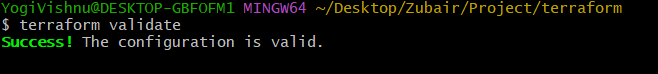 YogiVishnu@DESKTOP-GBFOFM1 MINGW64 ~/Desktop/Zubair/Project/terraform
$ terraform validate
Success! The configuration is valid.